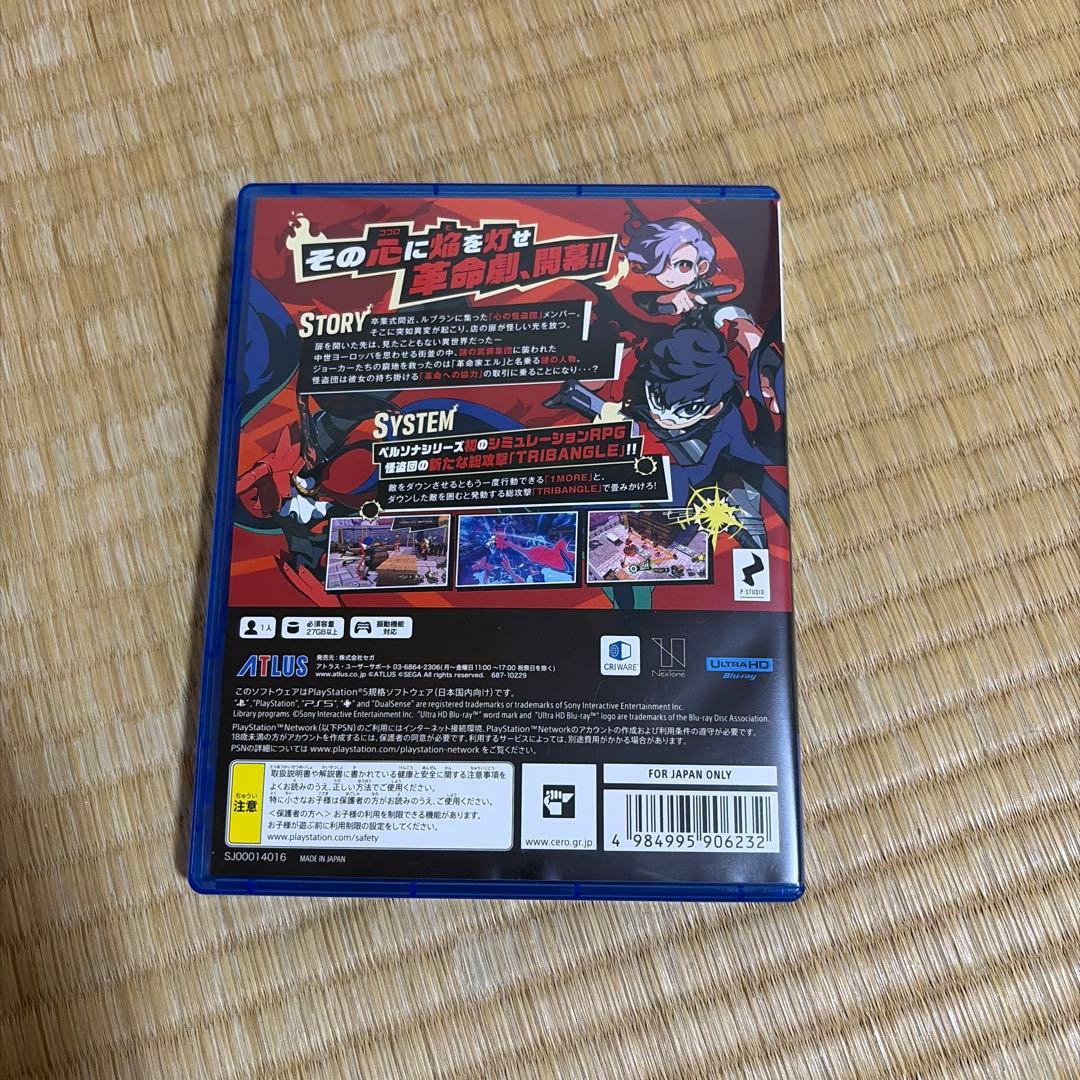 その心に焔を灯せ
ココロ
ヒ
革命劇、開幕!!
STORY
卒業式間近、ルブランに集った「心の怪盗団」メンバー。
そこに突如異変が起こり、店の扉が怪しい光を放つ。
扉を開いた先は、見たこともない異世界だった―
中世ヨーロッパを思わせる街並の中、謎の武装集団に襲われた
ジョーカーたちの窮地を救ったのは「革命家エル」と名乗る謎の人物。
怪盗団は彼女の持ち掛ける「革命への協力」の取引に乗ることになり・・・?
SYSTEM
ペルソナシリーズ初のシミュレーションRPG
怪盗団の新たな総攻撃「TRIBANGLE」!!
敵をダウンさせるともう一度行動できる「1MORE」と、
ダウンした敵を囲むと発動する総攻撃「TRIBANGLE」で畳みかけろ!
P-STUDIO
1人
必須容量
27GB以上
振動機能
対応
ATLUS
発売元:株式会社セガ
アトラス・ユーザーサポート 03-6864-2306(月〜金曜日11:00〜17:00 祝祭日を除く)
www.atlus.co.jp ©ATLUS ©SEGA All rights reserved. 687-10229
CRIWARE
Nextone
ULTRA HD
Blu-ray
このソフトウェアはPlayStation®5規格ソフトウェア(日本国内向け)です。
"PlayStation", "PS5", and "DualSense" are registered trademarks or trademarks of Sony Interactive Entertainment Inc.
Library programs ©Sony Interactive Entertainment Inc. "Ultra HD Blu-ray™" word mark and "Ultra HD Blu-ray™" logo are trademarks of the Blu-ray Disc Association.
PlayStation™Network(以下PSN)のご利用にはインターネット接続環境、PlayStation™Networkのアカウントの作成および利用条件の遵守が必要です。
18歳未満の方がアカウントを作成するには、保護者の同意が必要です。利用するサービスによっては、別途費用がかかる場合があります。
PSNの詳細については www.playstation.com/playstation-network をご覧ください。
ちゅうい
注意
取扱説明書や解説書に書かれている健康と安全に関する注意事項を
よくお読みのうえ、正しい方法でご使用ください。
特に小さなお子様は保護者の方がお読みのうえ、ご使用ください。
<保護者の方へ> お子様の利用を制限できる機能があります。
お子様が遊ぶ前に利用制限の設定をしてください。
www.playstation.com/safety
www.cero.gr.jp
FOR JAPAN ONLY
4 984995 906232
SJ00014016 MADE IN JAPAN